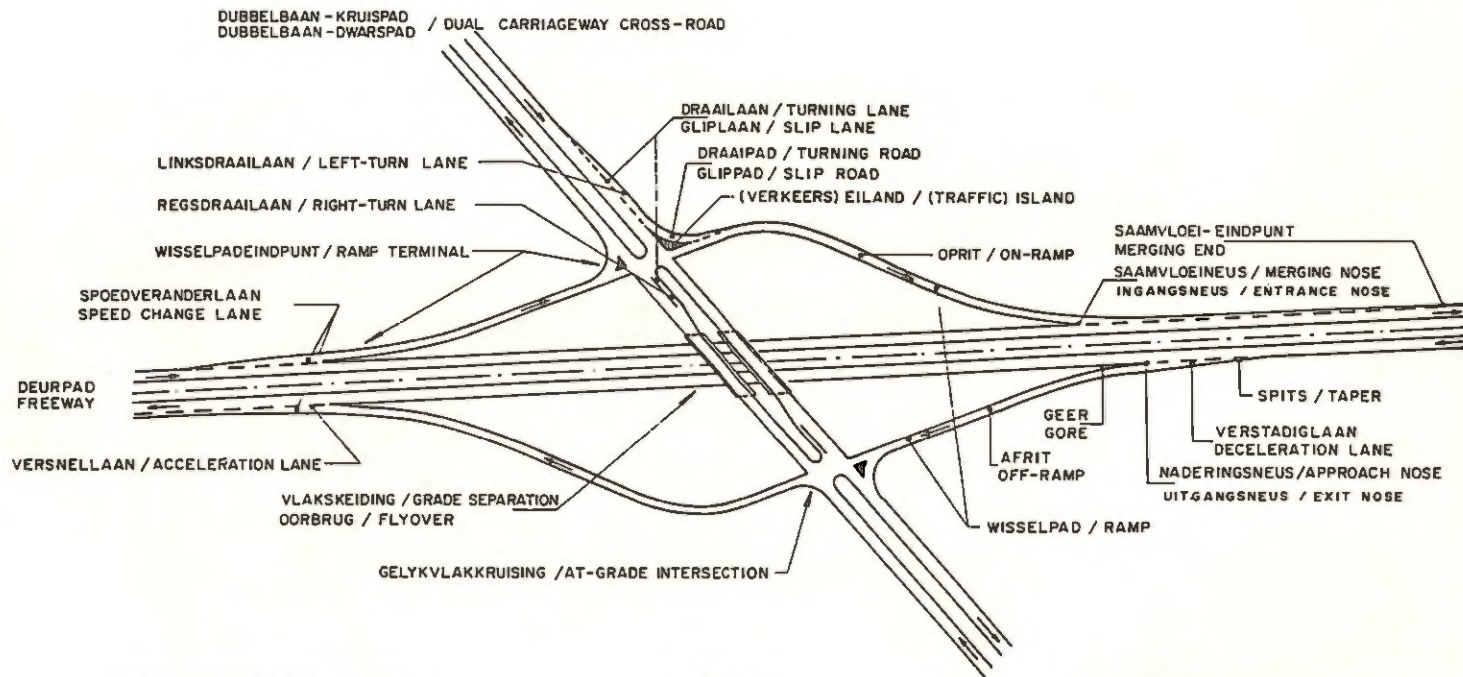 DUBBELBAAN-KRUISPAD
DUBBELBAAN-DWARSPAD / DUAL CARRIAGEWAY CROSS-ROAD
DRAAILAAN / TURNING LANE
GLIPLAAN / SLIP LANE
LINKSDRAAILAAN / LEFT-TURN LANE
DRAAIPAD / TURNING ROAD
GLIPPAD / SLIP ROAD
(VERKEERS) EILAND / (TRAFFIC) ISLAND
REGSDRAAILAAN / RIGHT-TURN LANE
WISSELPADEINDPUNT / RAMP TERMINAL
OPRIT / ON-RAMP
SAAMVLOEI-EINDPUNT
MERGING END
SAAMVLOEINEUS / MERGING NOSE
INGANGSNEUS / ENTRANCE NOSE
SPOEDVERANDERLAAN
SPEED CHANGE LANE
DEURPAD
FREEWAY
SPITS / TAPER
GEER
GORE
VERSTADIGLAAN
DECELERATION LANE
AFRIT
OFF-RAMP
VERSNELLAAN / ACCELERATION LANE
NADERINGSNEUS / APPROACH NOSE
UITGANGSNEUS / EXIT NOSE
VLAKSKEIDING / GRADE SEPARATION
OORBRUG / FLYOVER
WISSELPAD / RAMP
GELYKVLAKKRUISING / AT-GRADE INTERSECTION